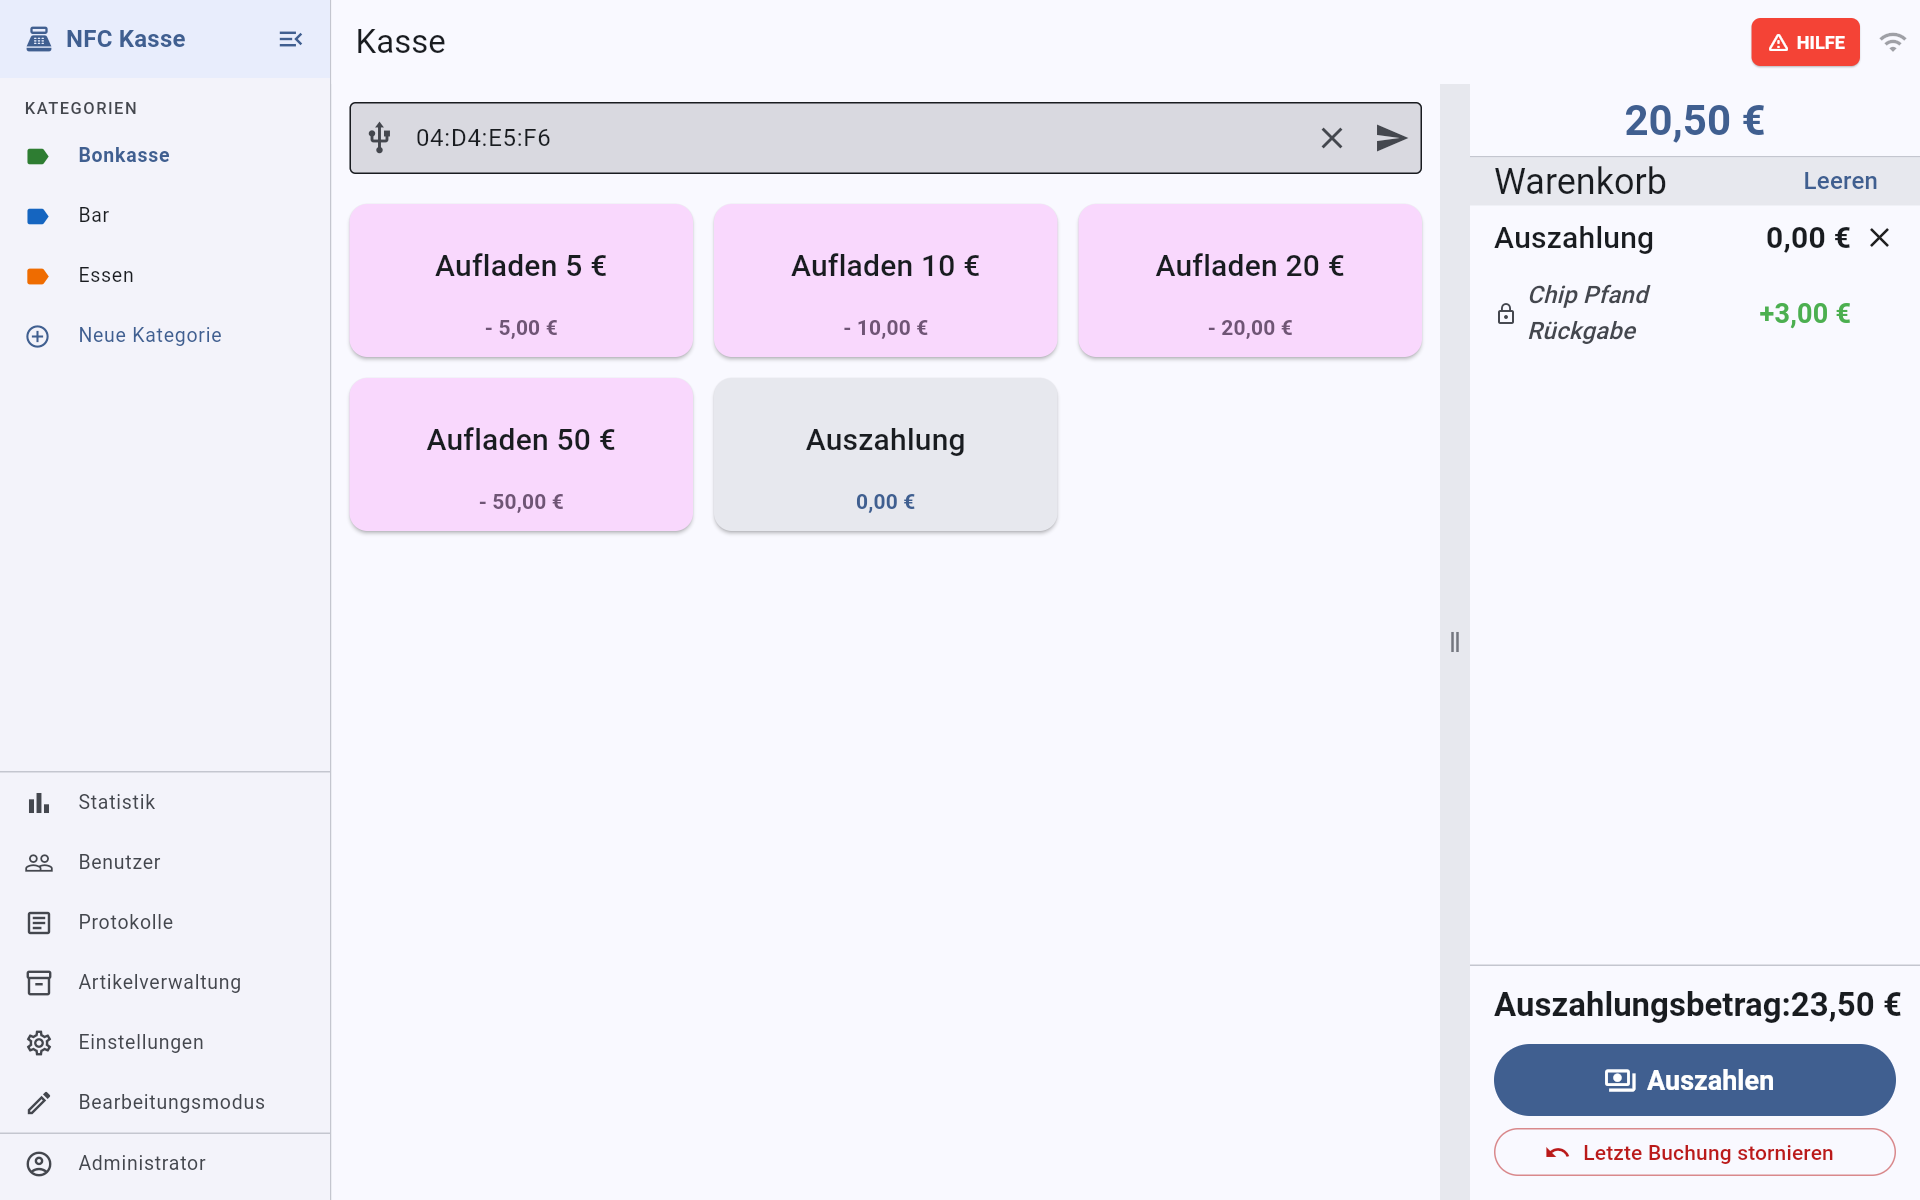 NFC Kasse
KATEGORIEN
Bonkasse
Bar
Essen
Neue Kategorie
Statistik
Benutzer
Protokolle
Artikelverwaltung
Einstellungen
Bearbeitungsmodus
Administrator
Kasse
HILFE
04:D4:E5:F6
Aufladen 5 €
- 5,00 €
Aufladen 10 €
- 10,00 €
Aufladen 20 €
- 20,00 €
Aufladen 50 €
- 50,00 €
Auszahlung
0,00 €
20,50 €
Warenkorb Leeren
Auszahlung 0,00 €
Chip Pfand
Rückgabe
+3,00 €
Auszahlungsbetrag:23,50 €
Auszahlen
Letzte Buchung stornieren